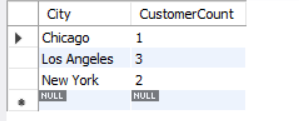 City CustomerCount
Chicago 1
Los Angeles 3
New York 2
NULL NULL